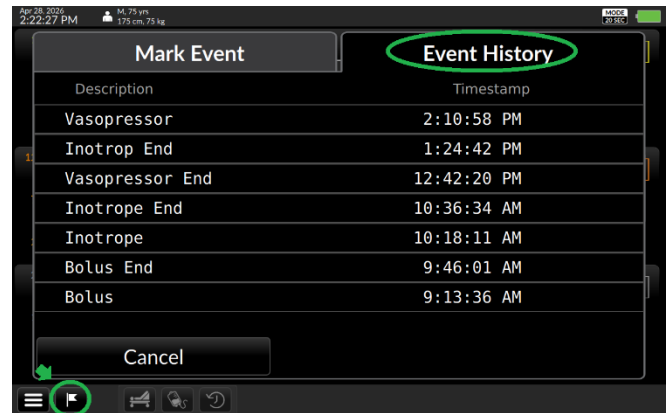 Apr 28, 2026
2:22:27 PM
M, 75 yrs
175 cm, 75 kg
MODE
20 SEC
Mark Event
Event History
Description Timestamp
Vasopressor 2:10:58 PM
Inotrop End 1:24:42 PM
Vasopressor End 12:42:20 PM
Inotrope End 10:36:34 AM
Inotrope 10:18:11 AM
Bolus End 9:46:01 AM
Bolus 9:13:36 AM
Cancel